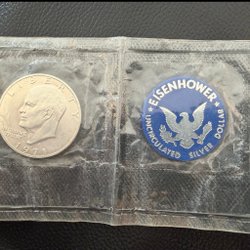 LIBERTY
EISENHOWER
UNCIRCULATED SILVER DOLLAR